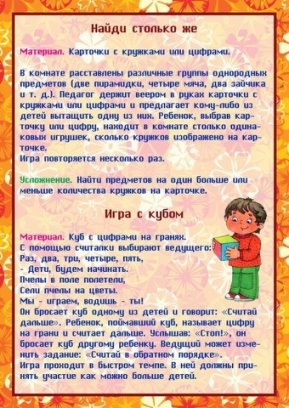 Найди столько же
Материал. Карточки с кружками или цифрами.
В комнате расставлены различные группы однородных
предметов (две пирамидки, четыре мяча, два зайчика
и т. д.). Педагог держит веером в руках карточки с
кружками или цифрами и предлагает кому-либо из
детей вытащить одну из них. Ребенок, выбрав кар-
точку или цифру, находит в комнате столько одина-
ковых игрушек, сколько кружков изображено на кар-
точке.
Игра повторяется несколько раз.
Усложнение. Найти предметов на один больше или
меньше количества кружков на карточке.
Игра с кубом
Материал. Куб с цифрами на гранях.
С помощью считалки выбирают ведущего:
Раз, два, три, четыре, пять,
- Дети, будем начинать.
Пчелы в поле полетели,
Сели пчелы на цветы.
Мы - играем, водишь - ты!
Он бросает куб одному из детей и говорит: «Считай
дальше». Ребенок, поймавший куб, называет цифру
на грани и считает дальше. Услышав: «Стоп!», он
бросает куб другому ребенку. Ведущий может изме-
нить задание: «Считай в обратном порядке».
Игра проходит в быстром темпе. В ней должны при-
нять участие как можно больше детей.